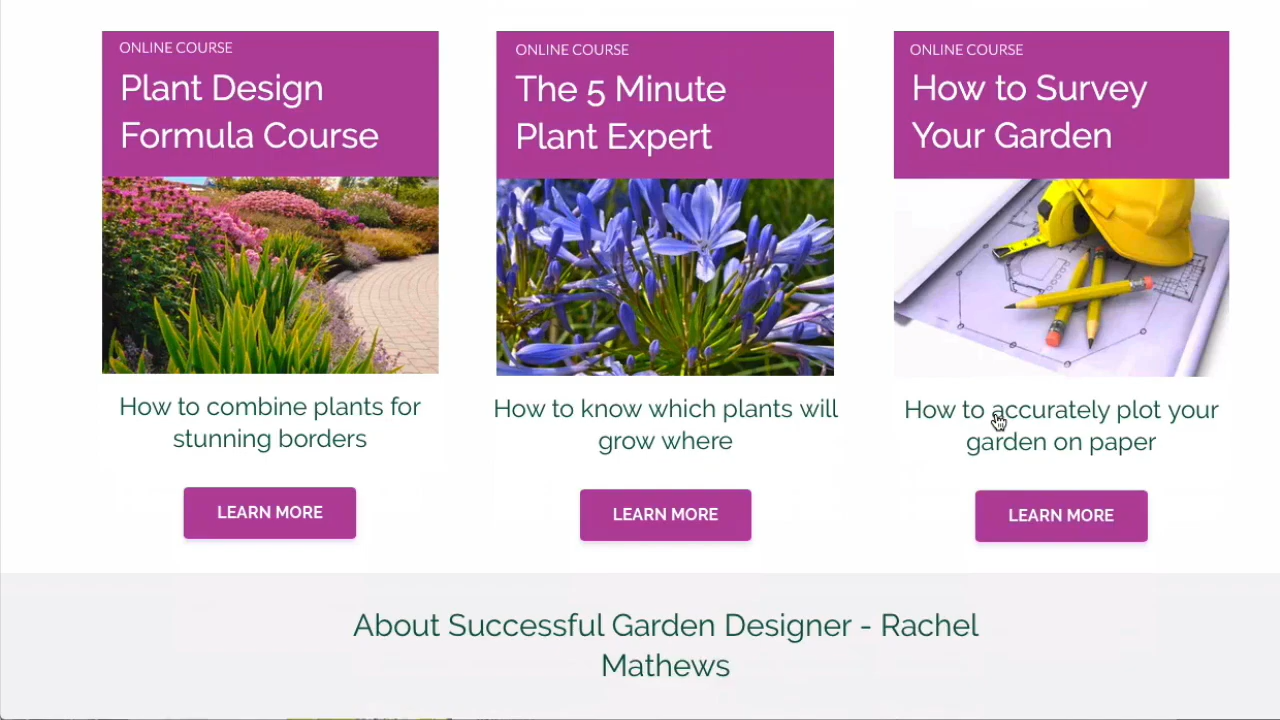 ONLINE COURSE
Plant Design
Formula Course
How to combine plants for
stunning borders
LEARN MORE
ONLINE COURSE
The 5 Minute
Plant Expert
How to know which plants will
grow where
LEARN MORE
ONLINE COURSE
How to Survey
Your Garden
How to accurately plot your
garden on paper
LEARN MORE
About Successful Garden Designer - Rachel
Mathews